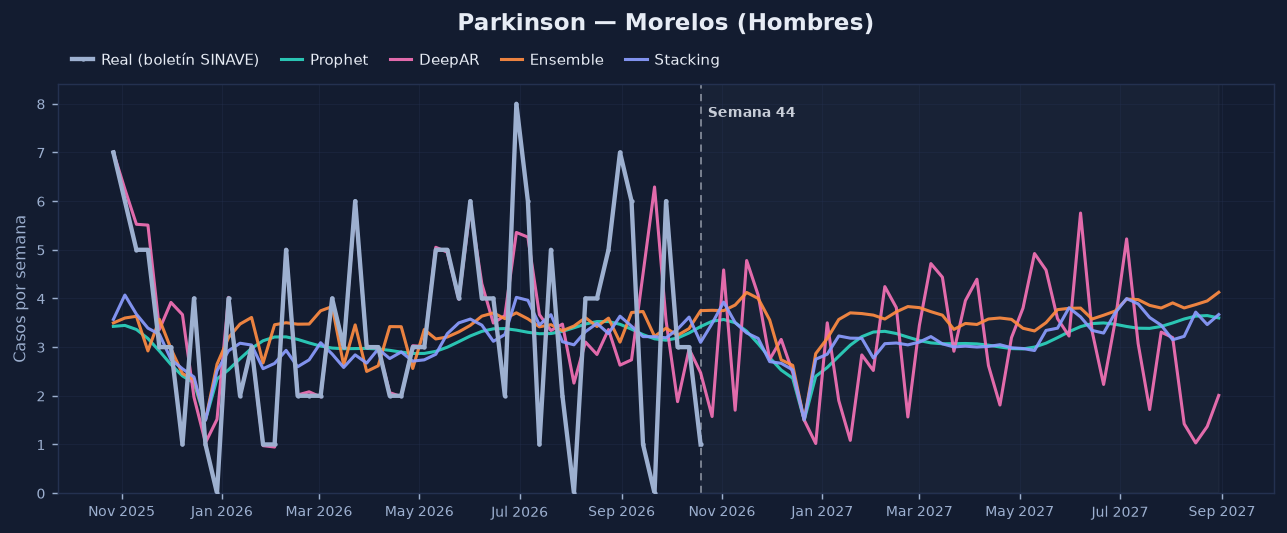 Parkinson — Morelos (Hombres)
Real (boletín SINAVE) Prophet DeepAR Ensemble Stacking
Semana 44
Casos por semana
8
7
6
5
4
3
2
1
0
Nov 2025 Jan 2026 Mar 2026 May 2026 Jul 2026 Sep 2026 Nov 2026 Jan 2027 Mar 2027 May 2027 Jul 2027 Sep 2027